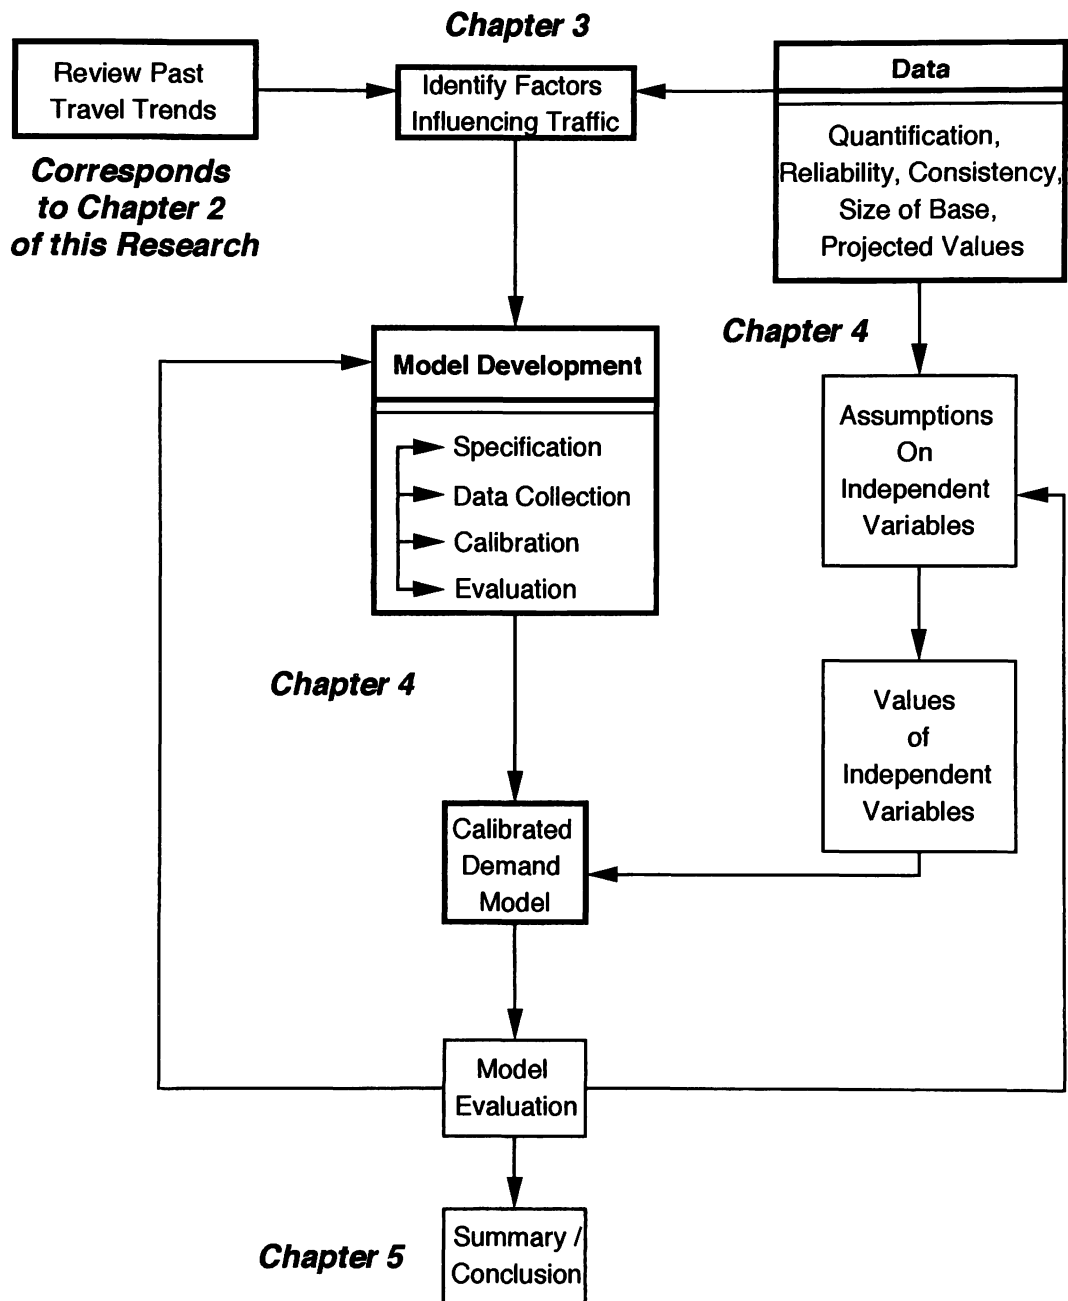 Chapter 3
Review Past
Travel Trends
Identify Factors
Influencing Traffic
Data
Quantification,
Reliability, Consistency,
Size of Base,
Projected Values
Corresponds
to Chapter 2
of this Research
Chapter 4
Model Development
Specification
Data Collection
Calibration
Evaluation
Assumptions
On
Independent
Variables
Chapter 4
Values
of
Independent
Variables
Calibrated
Demand
Model
Model
Evaluation
Chapter 5
Summary /
Conclusion